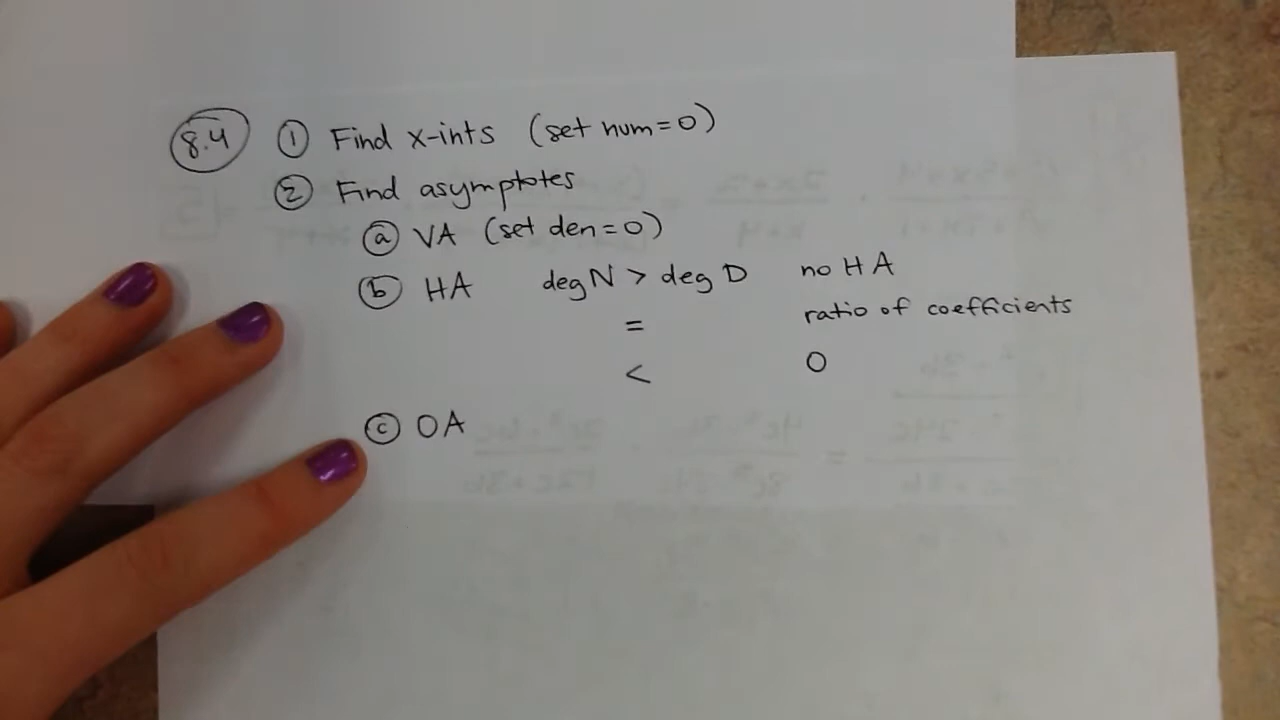 8.4 ① Find x-ints (set num=0)
② Find asymptotes
ⓐ VA (set den=0)
ⓑ HA deg N > deg D no HA
= ratio of coefficients
< 0
ⓒ OA